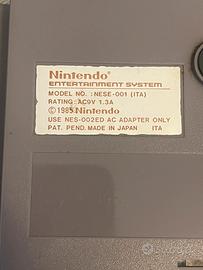 Nintendo®
ENTERTAINMENT SYSTEM
MODEL NO. :NESE-001 (ITA)
RATING: AC9V 1.3A
©1985 Nintendo
USE NES-002ED AC ADAPTER ONLY
PAT. PEND. MADE IN JAPAN ITA
subito